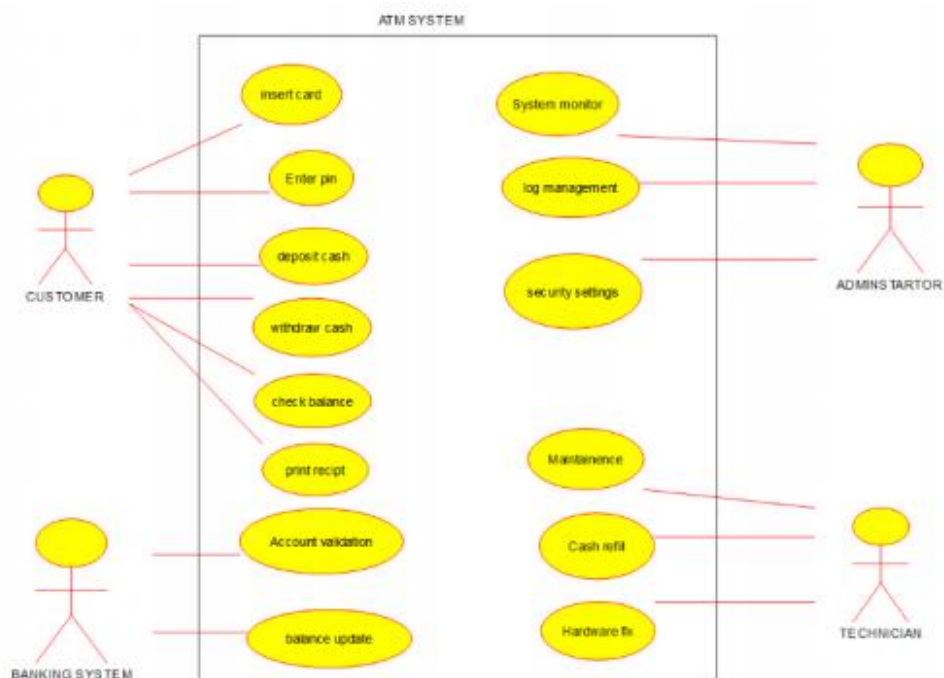 ATM SYSTEM
insert card
System monitor
Enter pin
log management
deposit cash
security settings
CUSTOMER
ADMINSTARTOR
withdraw cash
check balance
print recipt
Maintainence
Account validation
Cash refill
balance update
Hardware fix
TECHNICIAN
BANKING SYSTEM